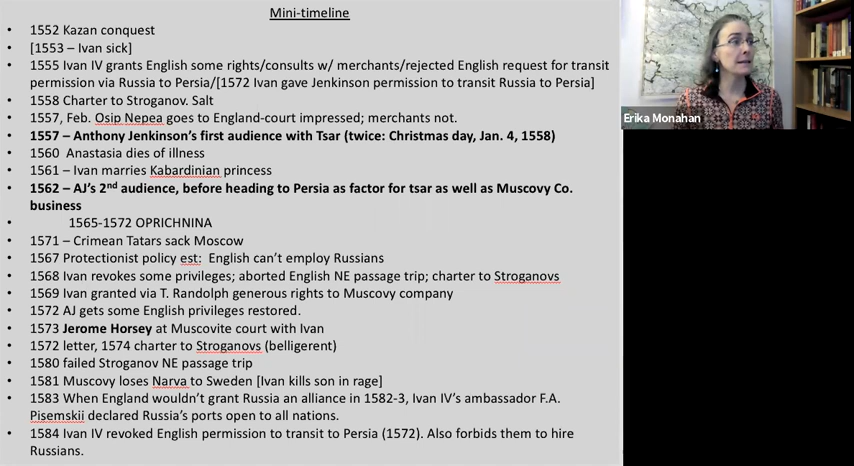 Mini-timeline
• 1552 Kazan conquest
• [1553 – Ivan sick]
• 1555 Ivan IV grants English some rights/consults w/ merchants/rejected English request for transit
permission via Russia to Persia/[1572 Ivan gave Jenkinson permission to transit Russia to Persia]
• 1558 Charter to Stroganov. Salt
• 1557, Feb. Osip Nepea goes to England-court impressed; merchants not.
• 1557 – Anthony Jenkinson's first audience with Tsar (twice: Christmas day, Jan. 4, 1558)
• 1560 Anastasia dies of illness
• 1561 – Ivan marries Kabardinian princess
• 1562 – AJ's 2nd audience, before heading to Persia as factor for tsar as well as Muscovy Co.
business
• 1565-1572 OPRICHNINA
• 1571 – Crimean Tatars sack Moscow
• 1567 Protectionist policy est: English can't employ Russians
• 1568 Ivan revokes some privileges; aborted English NE passage trip; charter to Stroganovs
• 1569 Ivan granted via T. Randolph generous rights to Muscovy company
• 1572 AJ gets some English privileges restored.
• 1573 Jerome Horsey at Muscovite court with Ivan
• 1572 letter, 1574 charter to Stroganovs (belligerent)
• 1580 failed Stroganov NE passage trip
• 1581 Muscovy loses Narva to Sweden [Ivan kills son in rage]
• 1583 When England wouldn't grant Russia an alliance in 1582-3, Ivan IV's ambassador F.A.
Pisemskii declared Russia's ports open to all nations.
• 1584 Ivan IV revoked English permission to transit to Persia (1572). Also forbids them to hire
Russians.
Erika Monahan